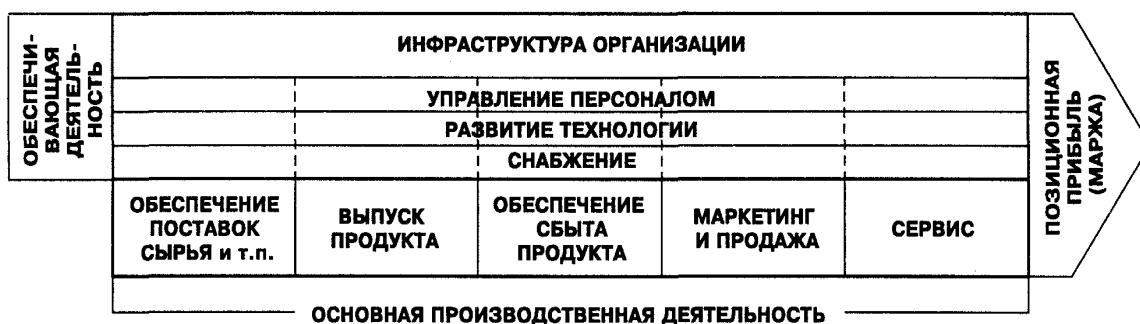 ОБЕСПЕЧИ-
ВАЮЩАЯ
ДЕЯТЕЛЬ-
НОСТЬ
ИНФРАСТРУКТУРА ОРГАНИЗАЦИИ
УПРАВЛЕНИЕ ПЕРСОНАЛОМ
РАЗВИТИЕ ТЕХНОЛОГИИ
СНАБЖЕНИЕ
ОБЕСПЕЧЕНИЕ
ПОСТАВОК
СЫРЬЯ и т.п.
ВЫПУСК
ПРОДУКТА
ОБЕСПЕЧЕНИЕ
СБЫТА
ПРОДУКТА
МАРКЕТИНГ
И ПРОДАЖА
СЕРВИС
ПОЗИЦИОННАЯ
ПРИБЫЛЬ
(МАРЖА)
ОСНОВНАЯ ПРОИЗВОДСТВЕННАЯ ДЕЯТЕЛЬНОСТЬ